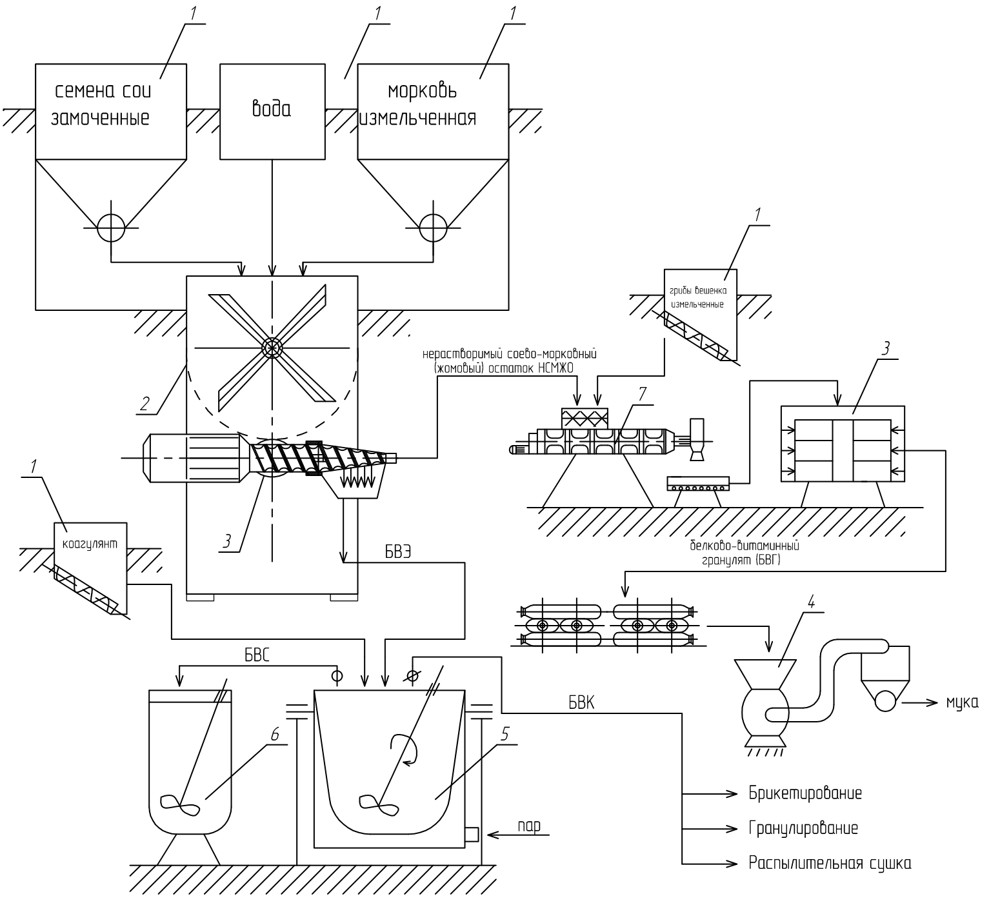 1
1
1
семена сои
замоченные
вода
морковь
измельченная
1
грибы вешенка
измельченные
3
нерастворимый соево-морковный
(жомовый) остаток НСМЖО
7
2
1
коагулянт
3
БВЭ
белково-витаминный
гранулят (БВГ)
4
БВС
БВК
мука
6
5
пар
Брикетирование
Гранулирование
Распылительная сушка